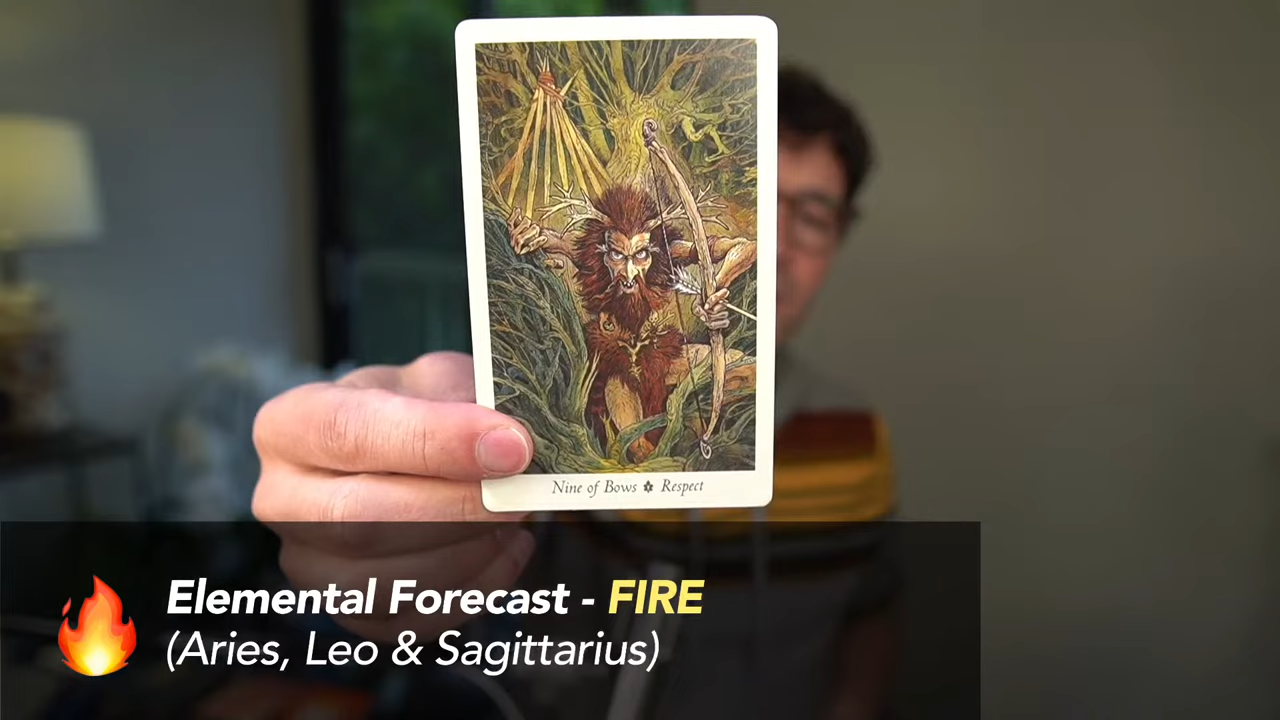 Nine of Bows ✽ Respect
Elemental Forecast - FIRE
(Aries, Leo & Sagittarius)